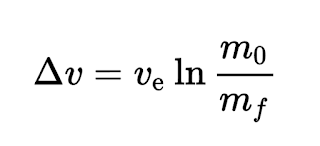 Δv = vₑ ln m₀/m_f